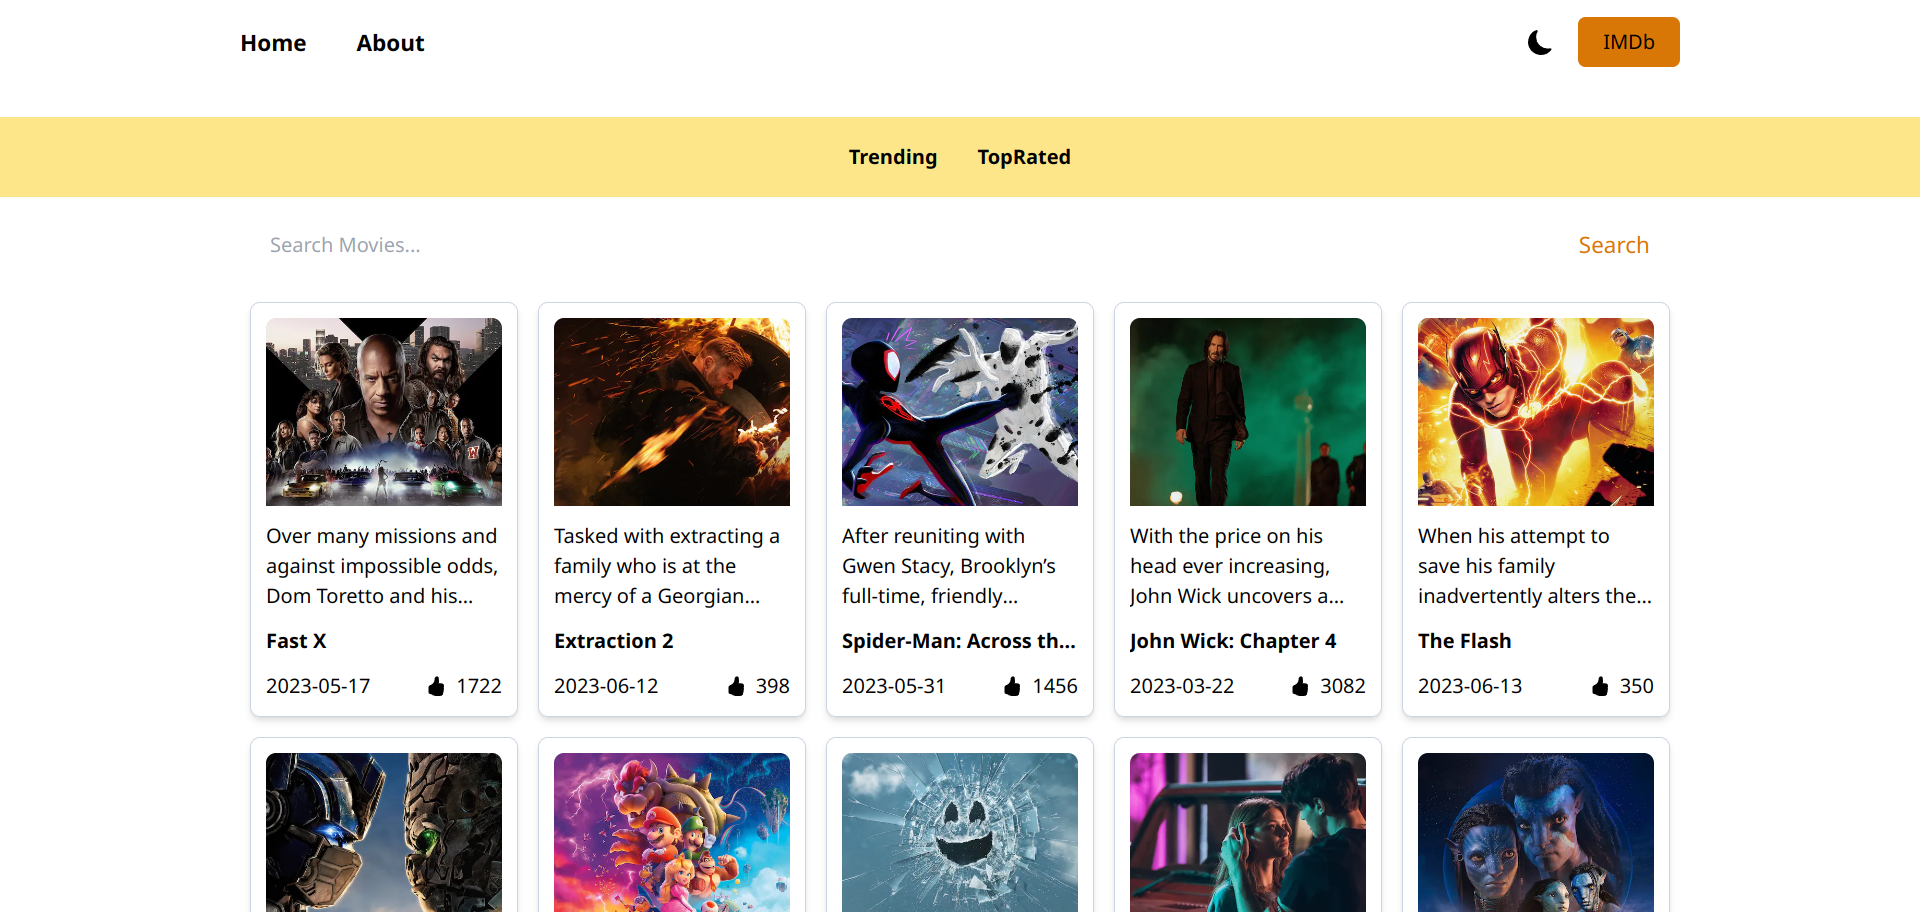 Home About IMDb
Trending TopRated
Search Movies... Search
Over many missions and
against impossible odds,
Dom Toretto and his...
Fast X
2023-05-17 1722
Tasked with extracting a
family who is at the
mercy of a Georgian...
Extraction 2
2023-06-12 398
After reuniting with
Gwen Stacy, Brooklyn’s
full-time, friendly...
Spider-Man: Across th...
2023-05-31 1456
With the price on his
head ever increasing,
John Wick uncovers a...
John Wick: Chapter 4
2023-03-22 3082
When his attempt to
save his family
inadvertently alters the...
The Flash
2023-06-13 350